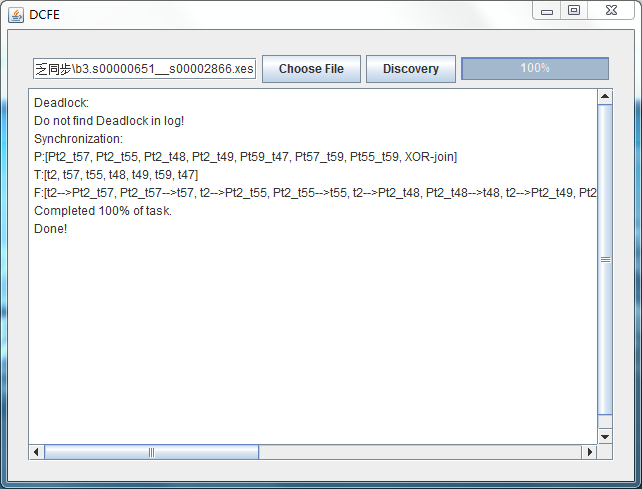 DCFE
乏同步\b3.s00000651__s00002866.xes
Choose File
Discovery
100%
Deadlock:
Do not find Deadlock in log!
Synchronization:
P:[Pt2_t57, Pt2_t55, Pt2_t48, Pt2_t49, Pt59_t47, Pt57_t59, Pt55_t59, XOR-join]
T:[t2, t57, t55, t48, t49, t59, t47]
F:[t2-->Pt2_t57, Pt2_t57-->t57, t2-->Pt2_t55, Pt2_t55-->t55, t2-->Pt2_t48, Pt2_t48-->t48, t2-->Pt2_t49, Pt2
Completed 100% of task.
Done!